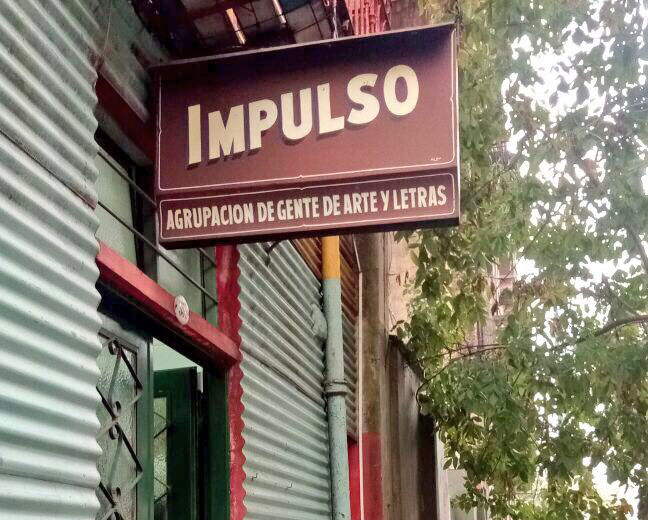 IMPULSO
AGRUPACION DE GENTE DE ARTE Y LETRAS